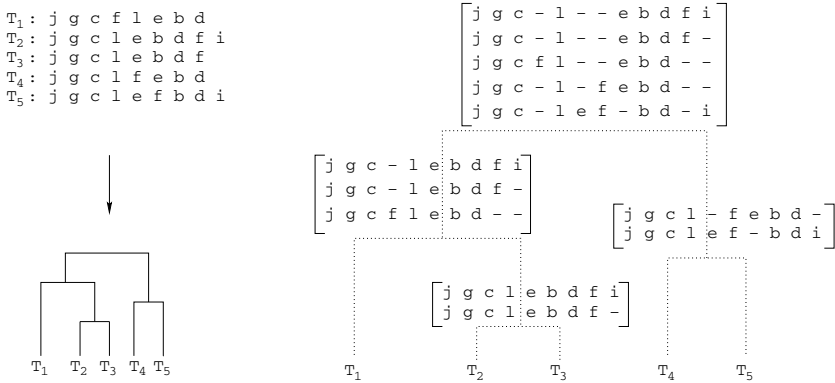 T₁: j g c f l e b d
T₂: j g c l e b d f i
T₃: j g c l e b d f
T₄: j g c l f e b d
T₅: j g c l e f b d i
j g c - l - - e b d f i
j g c - l - - e b d f -
j g c f l - - e b d - -
j g c - l - f e b d - -
j g c - l e f - b d - i
j g c - l e b d f i
j g c - l e b d f -
j g c f l e b d - -
j g c l - f e b d -
j g c l e f - b d i
j g c l e b d f i
j g c l e b d f -
T₁ T₂ T₃ T₄ T₅
T₁ T₂ T₃ T₄ T₅